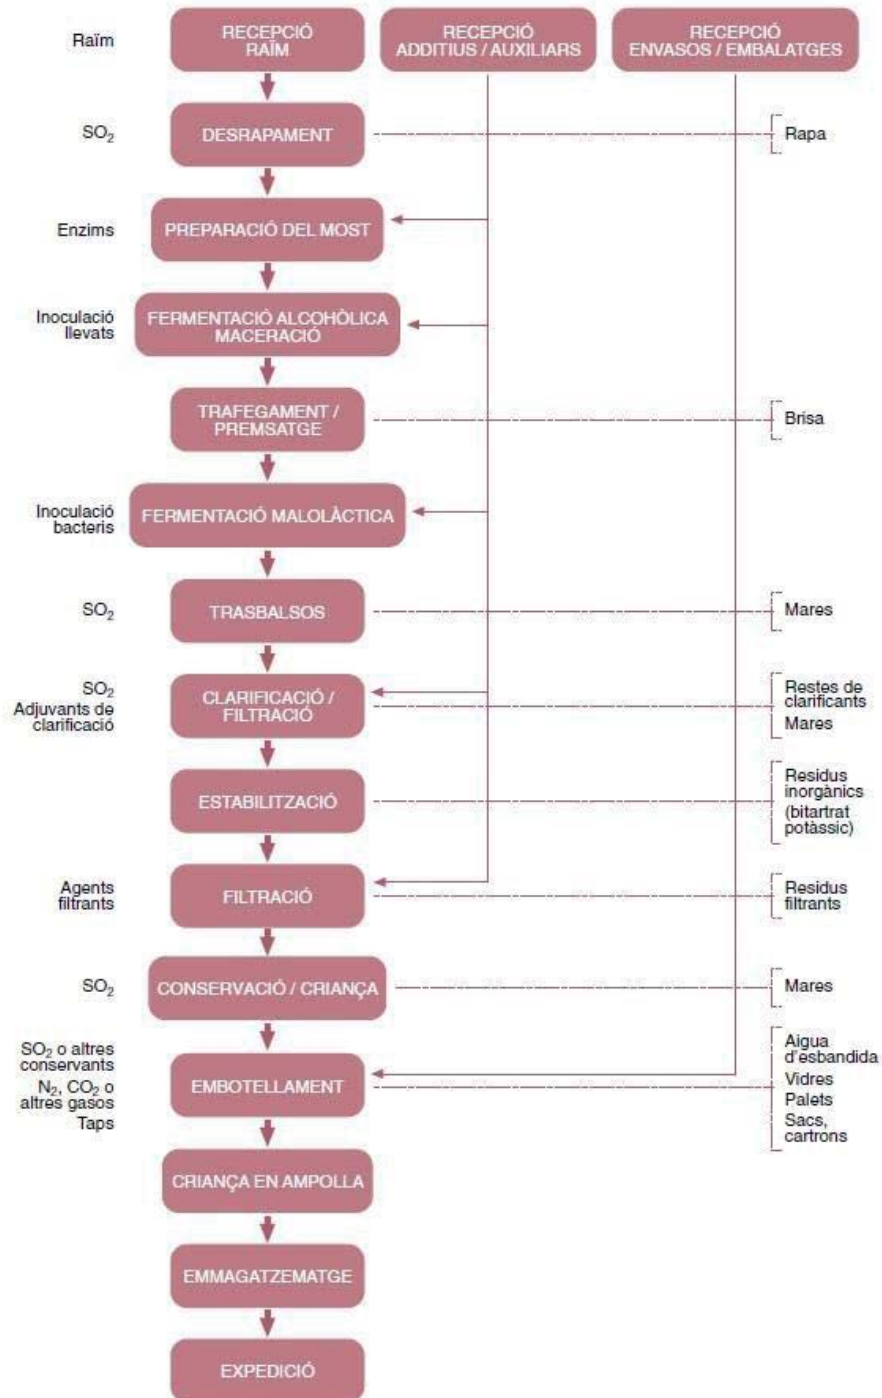 Raïm
RECEPCIÓ
RAÏM
RECEPCIÓ
ADDITIUS / AUXILIARS
RECEPCIÓ
ENVASOS / EMBALATGES
SO₂
DESRAPAMENT
Rapa
Enzims
PREPARACIÓ DEL MOST
Inoculació
llevats
FERMENTACIÓ ALCOHÒLICA
MACERACIÓ
TRAFEGAMENT /
PREMSATGE
Brisa
Inoculació
bacteris
FERMENTACIÓ MALOLÀCTICA
SO₂
TRASBALSOS
Mares
SO₂
Adjuvants de
clarificació
CLARIFICACIÓ /
FILTRACIÓ
Restes de
clarificants
Mares
ESTABILITZACIÓ
Residus
inorgànics
(bitartrat
potàssic)
Agents
filtrants
FILTRACIÓ
Residus
filtrants
SO₂
CONSERVACIÓ / CRIANÇA
Mares
SO₂ o altres
conservants
N₂, CO₂ o
altres gasos
Taps
EMBOTELLAMENT
Aigua
d'esbandida
Vidres
Palets
Sacs,
cartrons
CRIANÇA EN AMPOLLA
EMMAGATZEMATGE
EXPEDICIÓ